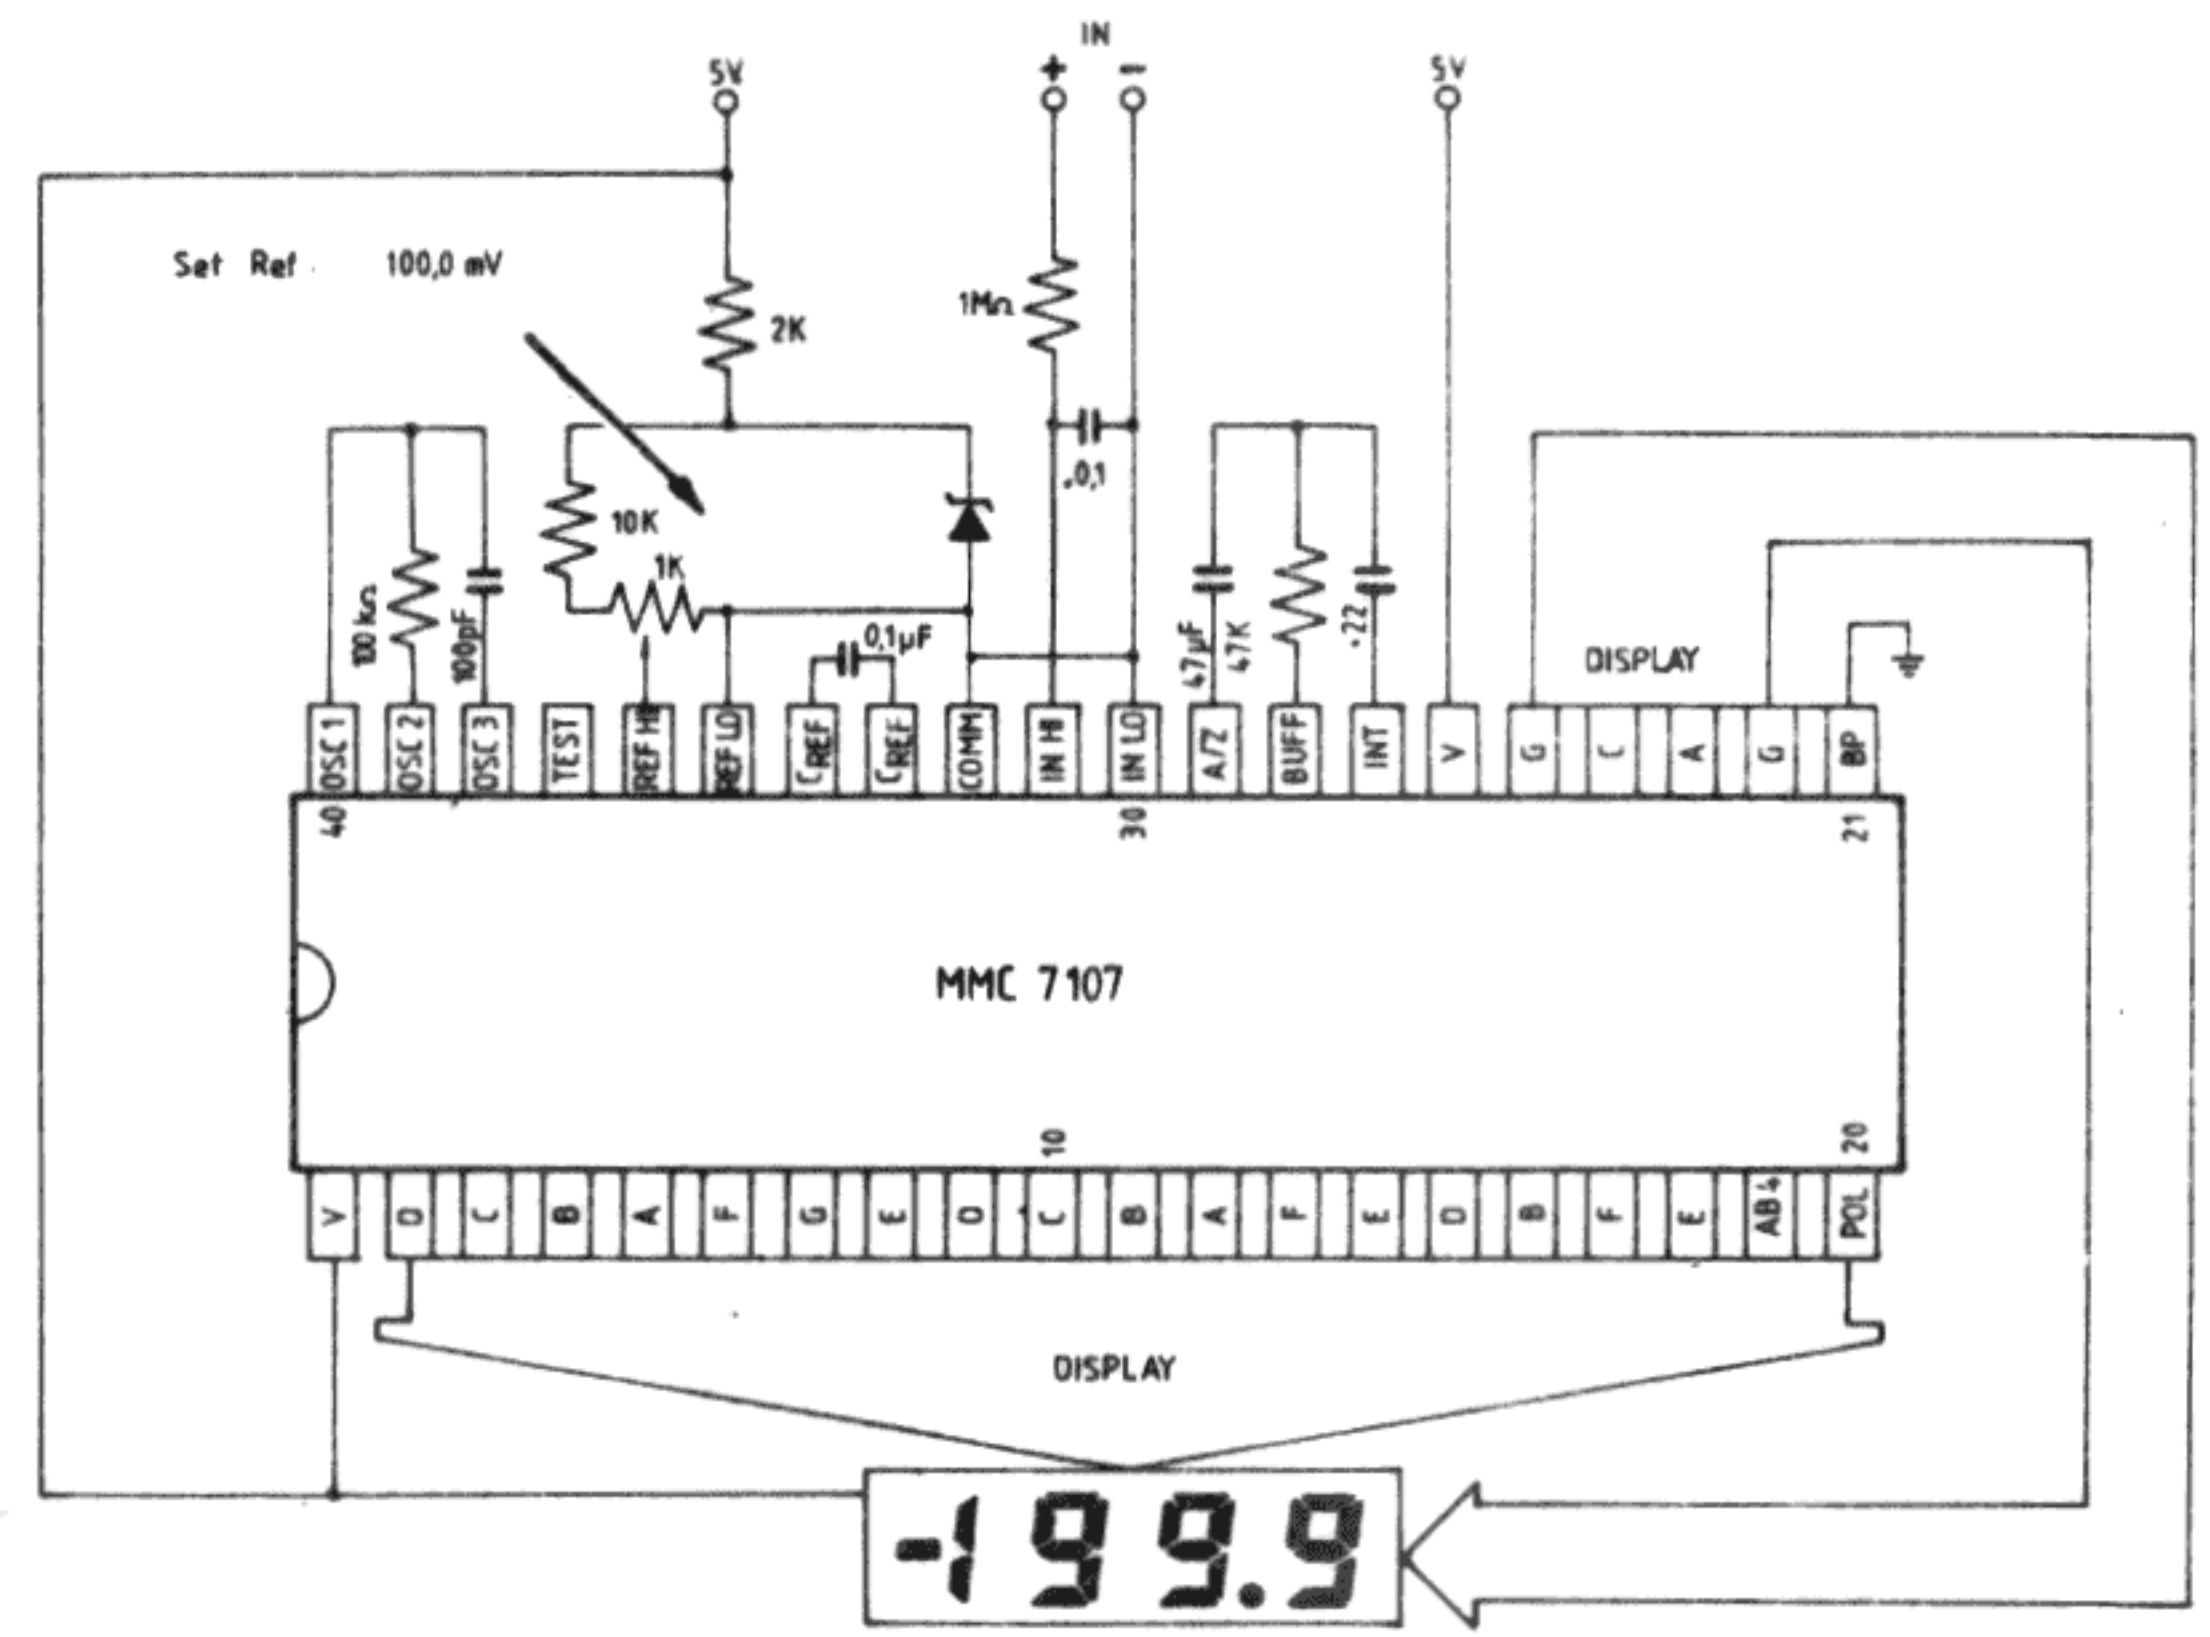 IN
5V + − 5V
Set Ref. 100,0 mV
2K
1MΩ
.0,1
10K
1K
100kΩ
100pF
0,1µF
47µF
47K
.22
DISPLAY
OSC 1 OSC 2 OSC 3 TEST REF HI REF LO CREF CREF COMM IN HI IN LO A/Z BUFF INT V G C A G BP
40 30 21
MMC 7107
10 20
V D C B A F G E D C B A F E D B F E AB4 POL
DISPLAY
-199.9